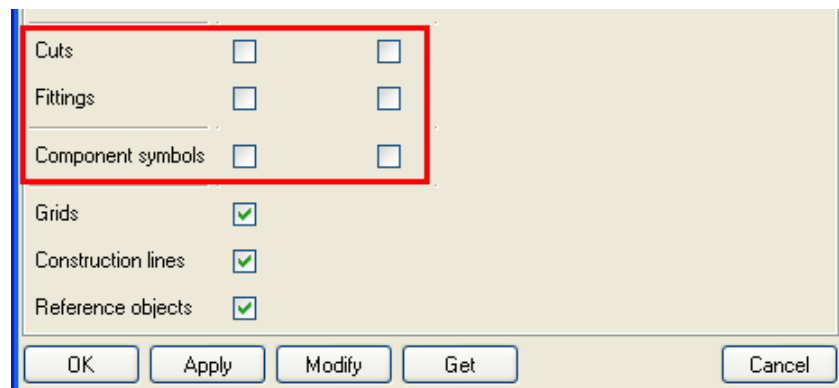 Cuts
Fittings
Component symbols
Grids
Construction lines
Reference objects
OK Apply Modify Get Cancel